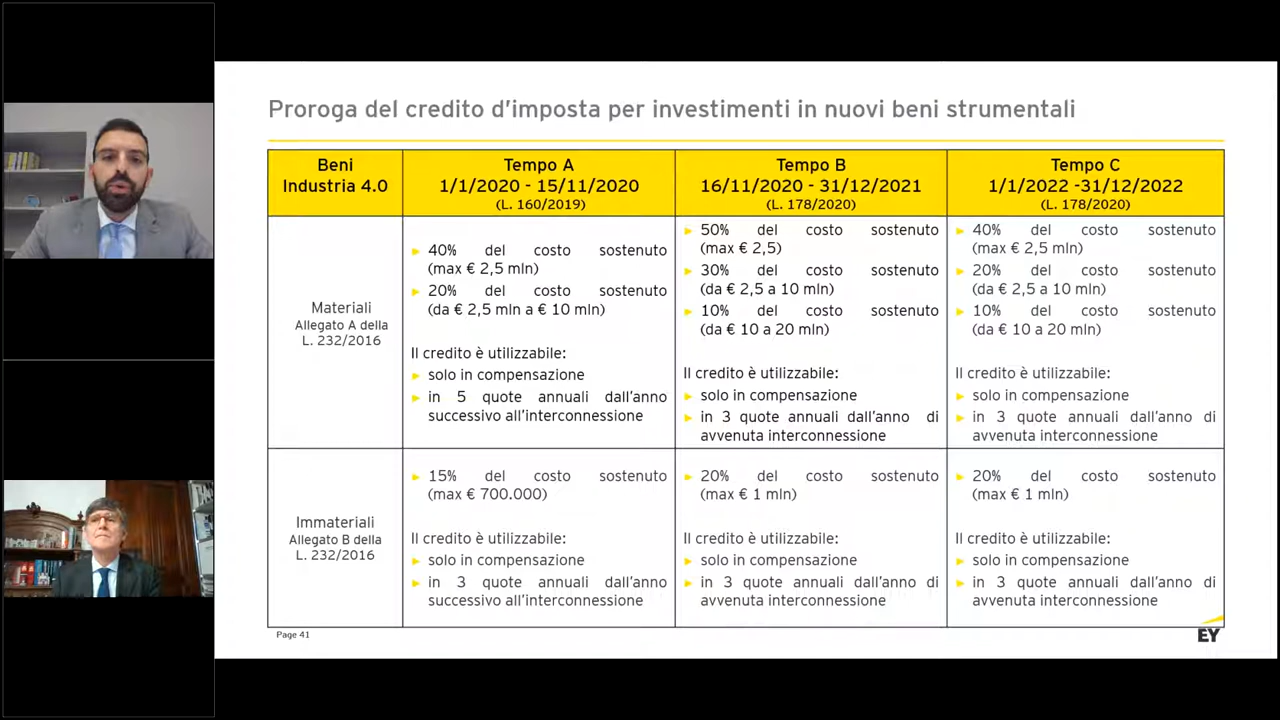 Proroga del credito d'imposta per investimenti in nuovi beni strumentali
Beni
Industria 4.0
Tempo A
1/1/2020 - 15/11/2020
(L. 160/2019)
Tempo B
16/11/2020 - 31/12/2021
(L. 178/2020)
Tempo C
1/1/2022 -31/12/2022
(L. 178/2020)
Materiali
Allegato A della
L. 232/2016
► 40% del costo sostenuto
(max € 2,5 mln)
► 20% del costo sostenuto
(da € 2,5 mln a € 10 mln)
Il credito è utilizzabile:
► solo in compensazione
► in 5 quote annuali dall'anno
successivo all'interconnessione
► 50% del costo sostenuto
(max € 2,5)
► 30% del costo sostenuto
(da € 2,5 a 10 mln)
► 10% del costo sostenuto
(da € 10 a 20 mln)
Il credito è utilizzabile:
► solo in compensazione
► in 3 quote annuali dall'anno di
avvenuta interconnessione
► 40% del costo sostenuto
(max € 2,5 mln)
► 20% del costo sostenuto
(da € 2,5 a 10 mln)
► 10% del costo sostenuto
(da € 10 a 20 mln)
Il credito è utilizzabile:
► solo in compensazione
► in 3 quote annuali dall'anno di
avvenuta interconnessione
Immateriali
Allegato B della
L. 232/2016
► 15% del costo sostenuto
(max € 700.000)
Il credito è utilizzabile:
► solo in compensazione
► in 3 quote annuali dall'anno
successivo all'interconnessione
► 20% del costo sostenuto
(max € 1 mln)
Il credito è utilizzabile:
► solo in compensazione
► in 3 quote annuali dall'anno di
avvenuta interconnessione
► 20% del costo sostenuto
(max € 1 mln)
Il credito è utilizzabile:
► solo in compensazione
► in 3 quote annuali dall'anno di
avvenuta interconnessione
Page 41
EY